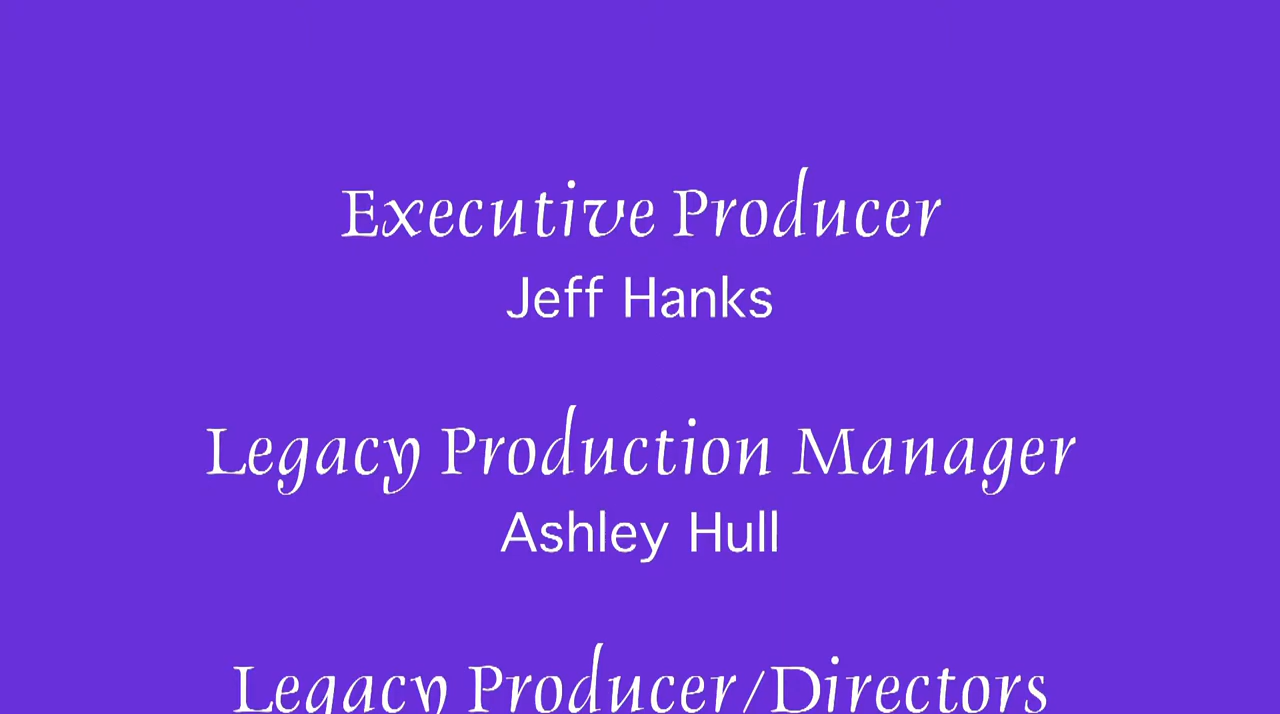 Executive Producer
Jeff Hanks
Legacy Production Manager
Ashley Hull
Legacy Producer/Directors